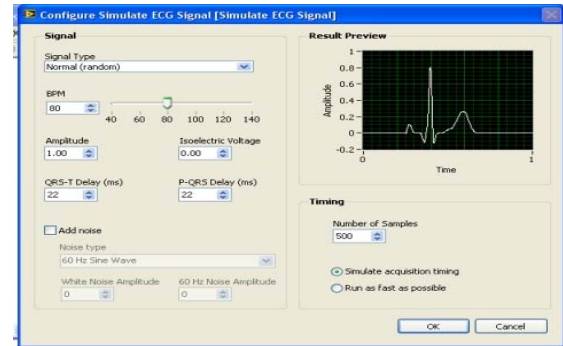 Configure Simulate ECG Signal [Simulate ECG Signal]
Signal
Signal Type
Normal (random)
BPM
80
40 60 80 100 120 140
Amplitude Isoelectric Voltage
1.00 0.00
QRS-T Delay (ms) P-QRS Delay (ms)
22 22
Add noise
Noise type
60 Hz Sine Wave
White Noise Amplitude 60 Hz Noise Amplitude
0 0
Result Preview
1
0.8
0.6
0.4
0.2
0
-0.2
Amplitude
0 1
Time
Timing
Number of Samples
500
Simulate acquisition timing
Run as fast as possible
OK Cancel